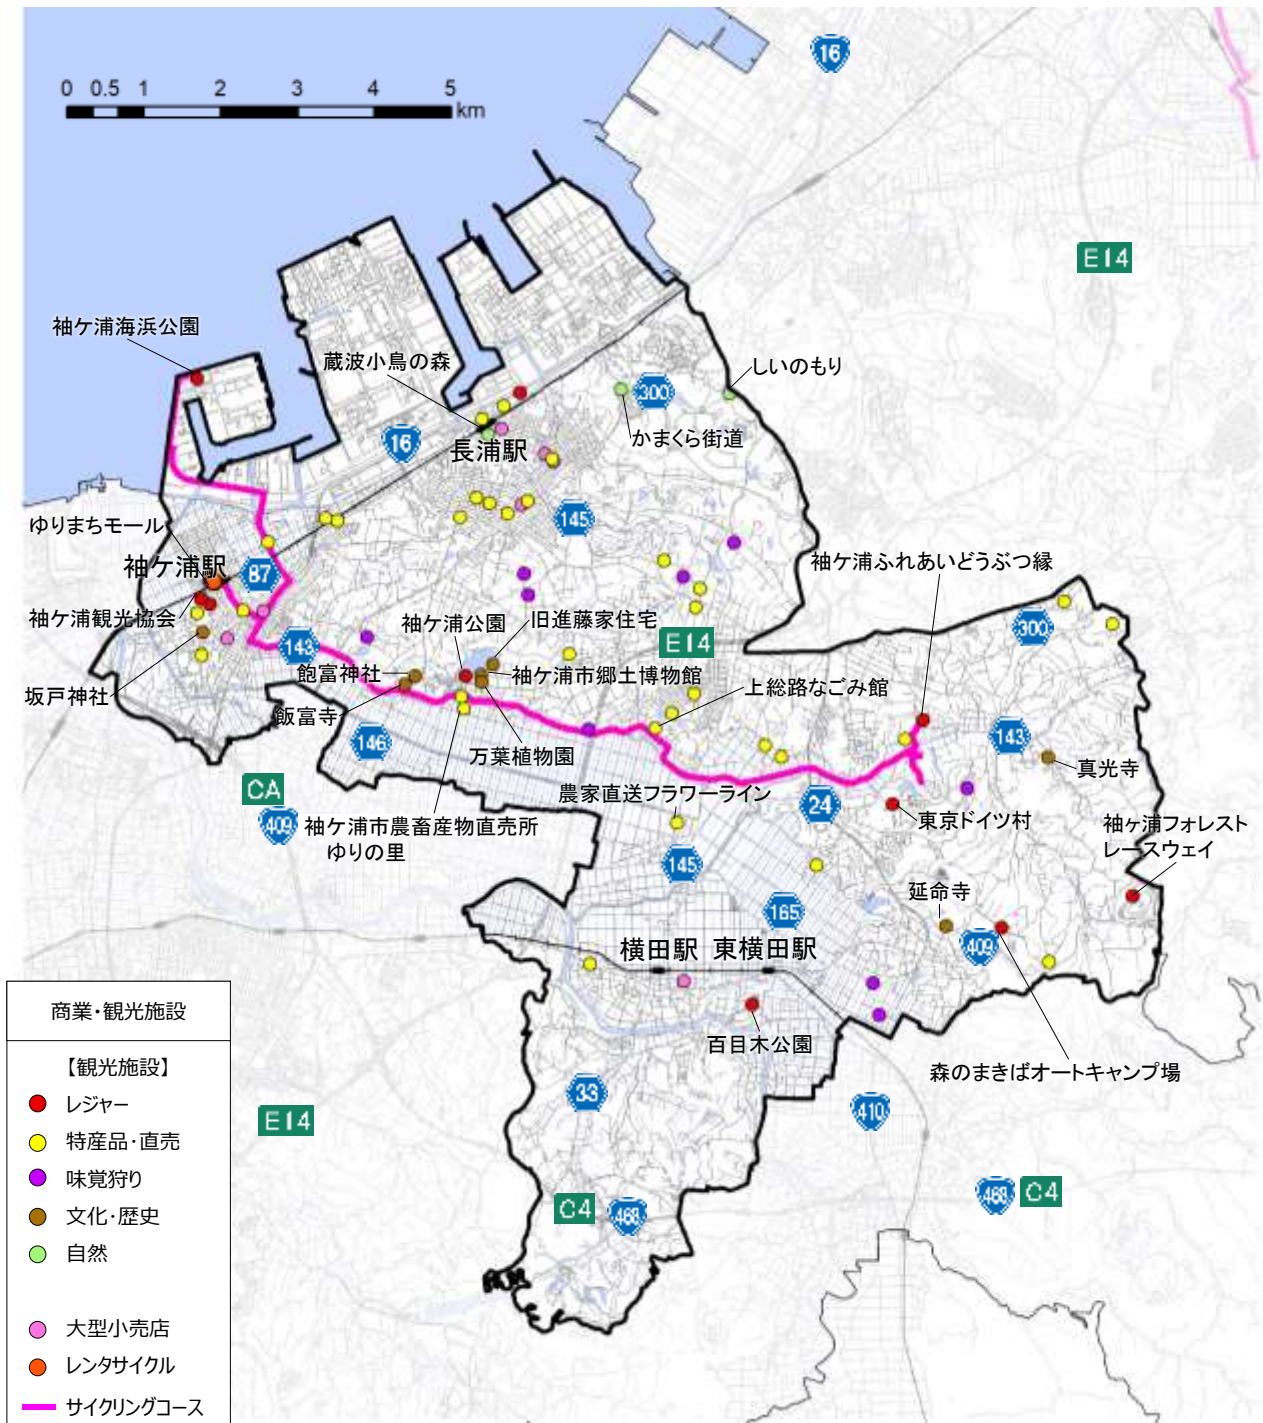 16
0 0.5 1 2 3 4 5
km
E14
袖ケ浦海浜公園
蔵波小鳥の森
しいのもり
300
かまくら街道
16
長浦駅
145
ゆりまちモール
袖ケ浦駅
87
袖ケ浦ふれあいどうぶつ縁
袖ケ浦観光協会
袖ケ浦公園
旧進藤家住宅
E14
300
143
飽富神社
袖ケ浦市郷土博物館
坂戸神社
飯富寺
上総路なごみ館
146
万葉植物園
143
真光寺
CA
409
農家直送フラワーライン
24
東京ドイツ村
袖ケ浦市農畜産物直売所
ゆりの里
袖ヶ浦フォレスト
レースウェイ
145
延命寺
165
409
横田駅
東横田駅
百目木公園
森のまきばオートキャンプ場
33
410
E14
C4
468
468
C4
商業・観光施設
【観光施設】
レジャー
特産品・直売
味覚狩り
文化・歴史
自然
大型小売店
レンタサイクル
サイクリングコース